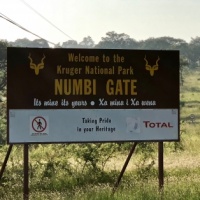 Welcome to the
Kruger National Park
NUMBI GATE
Its mine its yours • Xa mina i Xa wena
Taking Pride
in your Heritage
TOTAL